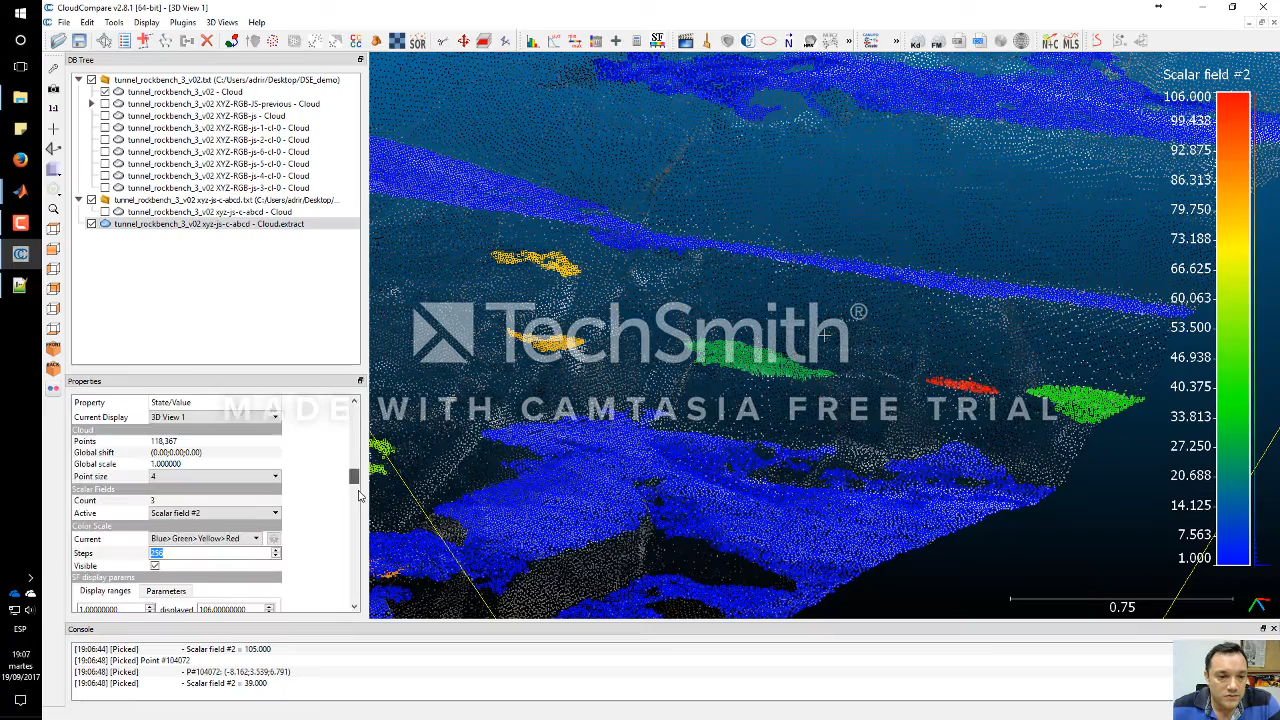 CloudCompare v2.8.1 [64-bit] - [3D View 1]
File Edit Tools Display Plugins 3D Views Help
SOR SF Kd FM N+C MLS
DB Tree
tunnel_rockbench_3_v02.txt (C:/Users/adrir/Desktop/DSE_demo)
tunnel_rockbench_3_v02 - Cloud
tunnel_rockbench_3_v02 XYZ-RGB-JS-previous - Cloud
tunnel_rockbench_3_v02 XYZ-RGB-js - Cloud
tunnel_rockbench_3_v02 XYZ-RGB-js-1-cl-0 - Cloud
tunnel_rockbench_3_v02 XYZ-RGB-js-2-cl-0 - Cloud
tunnel_rockbench_3_v02 XYZ-RGB-js-4-cl-0 - Cloud
tunnel_rockbench_3_v02 XYZ-RGB-js-5-cl-0 - Cloud
tunnel_rockbench_3_v02 XYZ-RGB-js-6-cl-0 - Cloud
tunnel_rockbench_3_v02 XYZ-RGB-js-3-cl-0 - Cloud
tunnel_rockbench_3_v02 xyz-js-c-abcd.txt (C:/Users/adrir/Desktop/...
tunnel_rockbench_3_v02 xyz-js-c-abcd - Cloud
tunnel_rockbench_3_v02 xyz-js-c-abcd - Cloud.extract
Properties
Property State/Value
Current Display 3D View 1
Cloud
Points 118,367
Global shift (0.00;0.00;0.00)
Global scale 1.000000
Point size 4
Scalar Fields
Count 3
Active Scalar field #2
Color Scale
Current Blue>Green>Yellow>Red
Steps 256
Visible
SF display params
Display ranges Parameters
1.00000000 displayed 106.00000000
Scalar field #2
106.000
99.438
92.875
86.313
79.750
73.188
66.625
60.063
53.500
46.938
40.375
33.813
27.250
20.688
14.125
7.563
1.000
0.75
TechSmith®
MADE WITH CAMTASIA FREE TRIAL
Console
[19:06:44] [Picked] - Scalar field #2 = 105.000
[19:06:48] [Picked] Point #104072
[19:06:48] [Picked] - P#104072: (-8.162;3.539;6.791)
[19:06:48] [Picked] - Scalar field #2 = 39.000
ESP
19:07
martes
19/09/2017